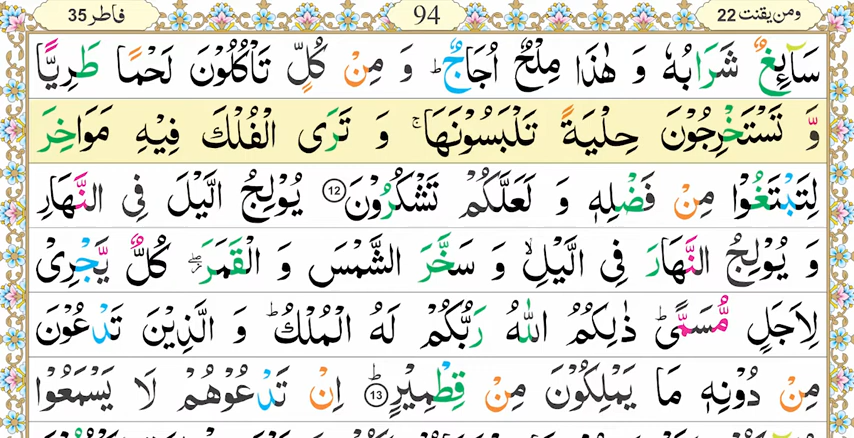 ومن يقنت 22 94 فاطر 35
سَآىِٕغٌ شَرَابُهٗ وَ هٰذَا مِلْحٌ اُجَاجٌ ؕ وَ مِنْ كُلٍّ تَاْكُلُوْنَ لَحْمًا طَرِیًّا
وَّ تَسْتَخْرِجُوْنَ حِلْیَةً تَلْبَسُوْنَهَا ۚ وَ تَرَی الْفُلْكَ فِیْهِ مَوَاخِرَ
لِتَبْتَغُوْا مِنْ فَضْلِهٖ وَ لَعَلَّكُمْ تَشْكُرُوْنَ 12 یُوْلِجُ الَّیْلَ فِی النَّهَارِ
وَ یُوْلِجُ النَّهَارَ فِی الَّیْلِ ۙ وَ سَخَّرَ الشَّمْسَ وَ الْقَمَرَ ۖؗ كُلٌّ یَّجْرِیْ
لِاَجَلٍ مُّسَمًّی ؕ ذٰلِكُمُ اللّٰهُ رَبُّكُمْ لَهُ الْمُلْكُ ؕ وَ الَّذِیْنَ تَدْعُوْنَ
مِنْ دُوْنِهٖ مَا یَمْلِكُوْنَ مِنْ قِطْمِیْرٍ ؕ 13 اِنْ تَدْعُوْهُمْ لَا یَسْمَعُوْا